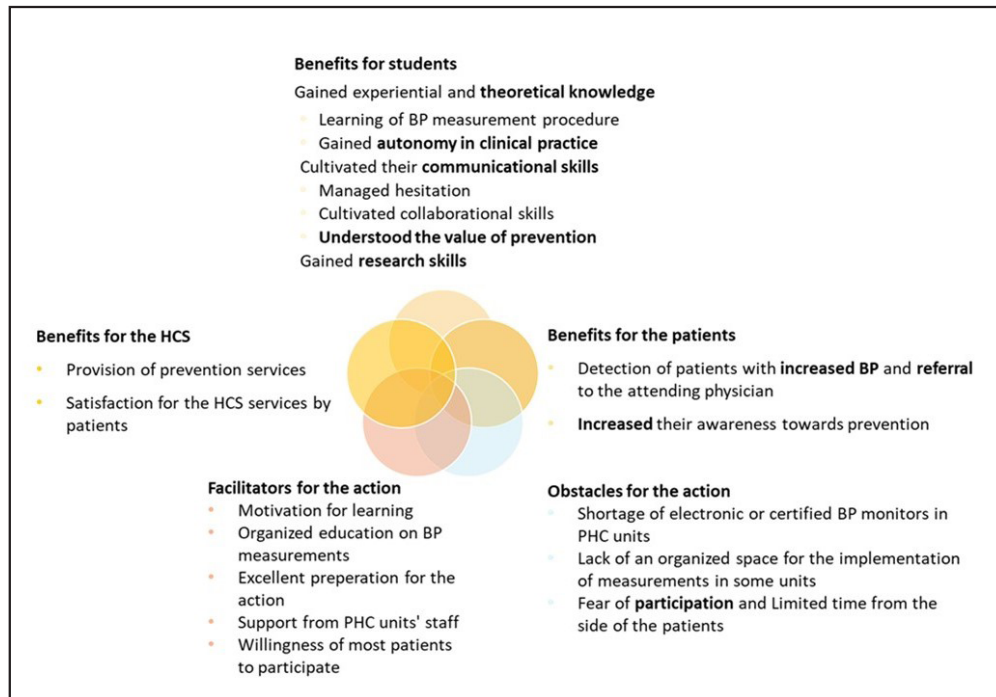 Benefits for students
Gained experiential and theoretical knowledge
Learning of BP measurement procedure
Gained autonomy in clinical practice
Cultivated their communicational skills
Managed hesitation
Cultivated collaborational skills
Understood the value of prevention
Gained research skills
Benefits for the HCS
• Provision of prevention services
• Satisfaction for the HCS services by
patients
Benefits for the patients
• Detection of patients with increased BP and referral
to the attending physician
• Increased their awareness towards prevention
Facilitators for the action
• Motivation for learning
• Organized education on BP
measurements
• Excellent preparation for the
action
• Support from PHC units' staff
• Willingness of most patients
to participate
Obstacles for the action
• Shortage of electronic or certified BP monitors in
PHC units
• Lack of an organized space for the implementation
of measurements in some units
• Fear of participation and Limited time from the
side of the patients